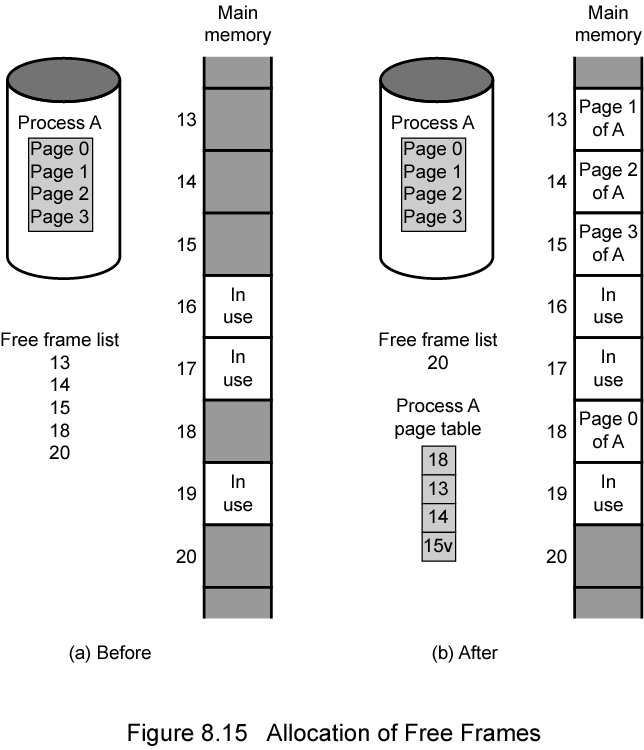 Main
memory
Process A
Page 0
Page 1
Page 2
Page 3
13
14
15
16
In
use
17
In
use
18
19
In
use
20
Free frame list
13
14
15
18
20
(a) Before
Main
memory
Process A
Page 0
Page 1
Page 2
Page 3
13
Page 1
of A
14
Page 2
of A
15
Page 3
of A
16
In
use
17
In
use
18
Page 0
of A
19
In
use
20
Free frame list
20
Process A
page table
18
13
14
15v
(b) After
Figure 8.15 Allocation of Free Frames